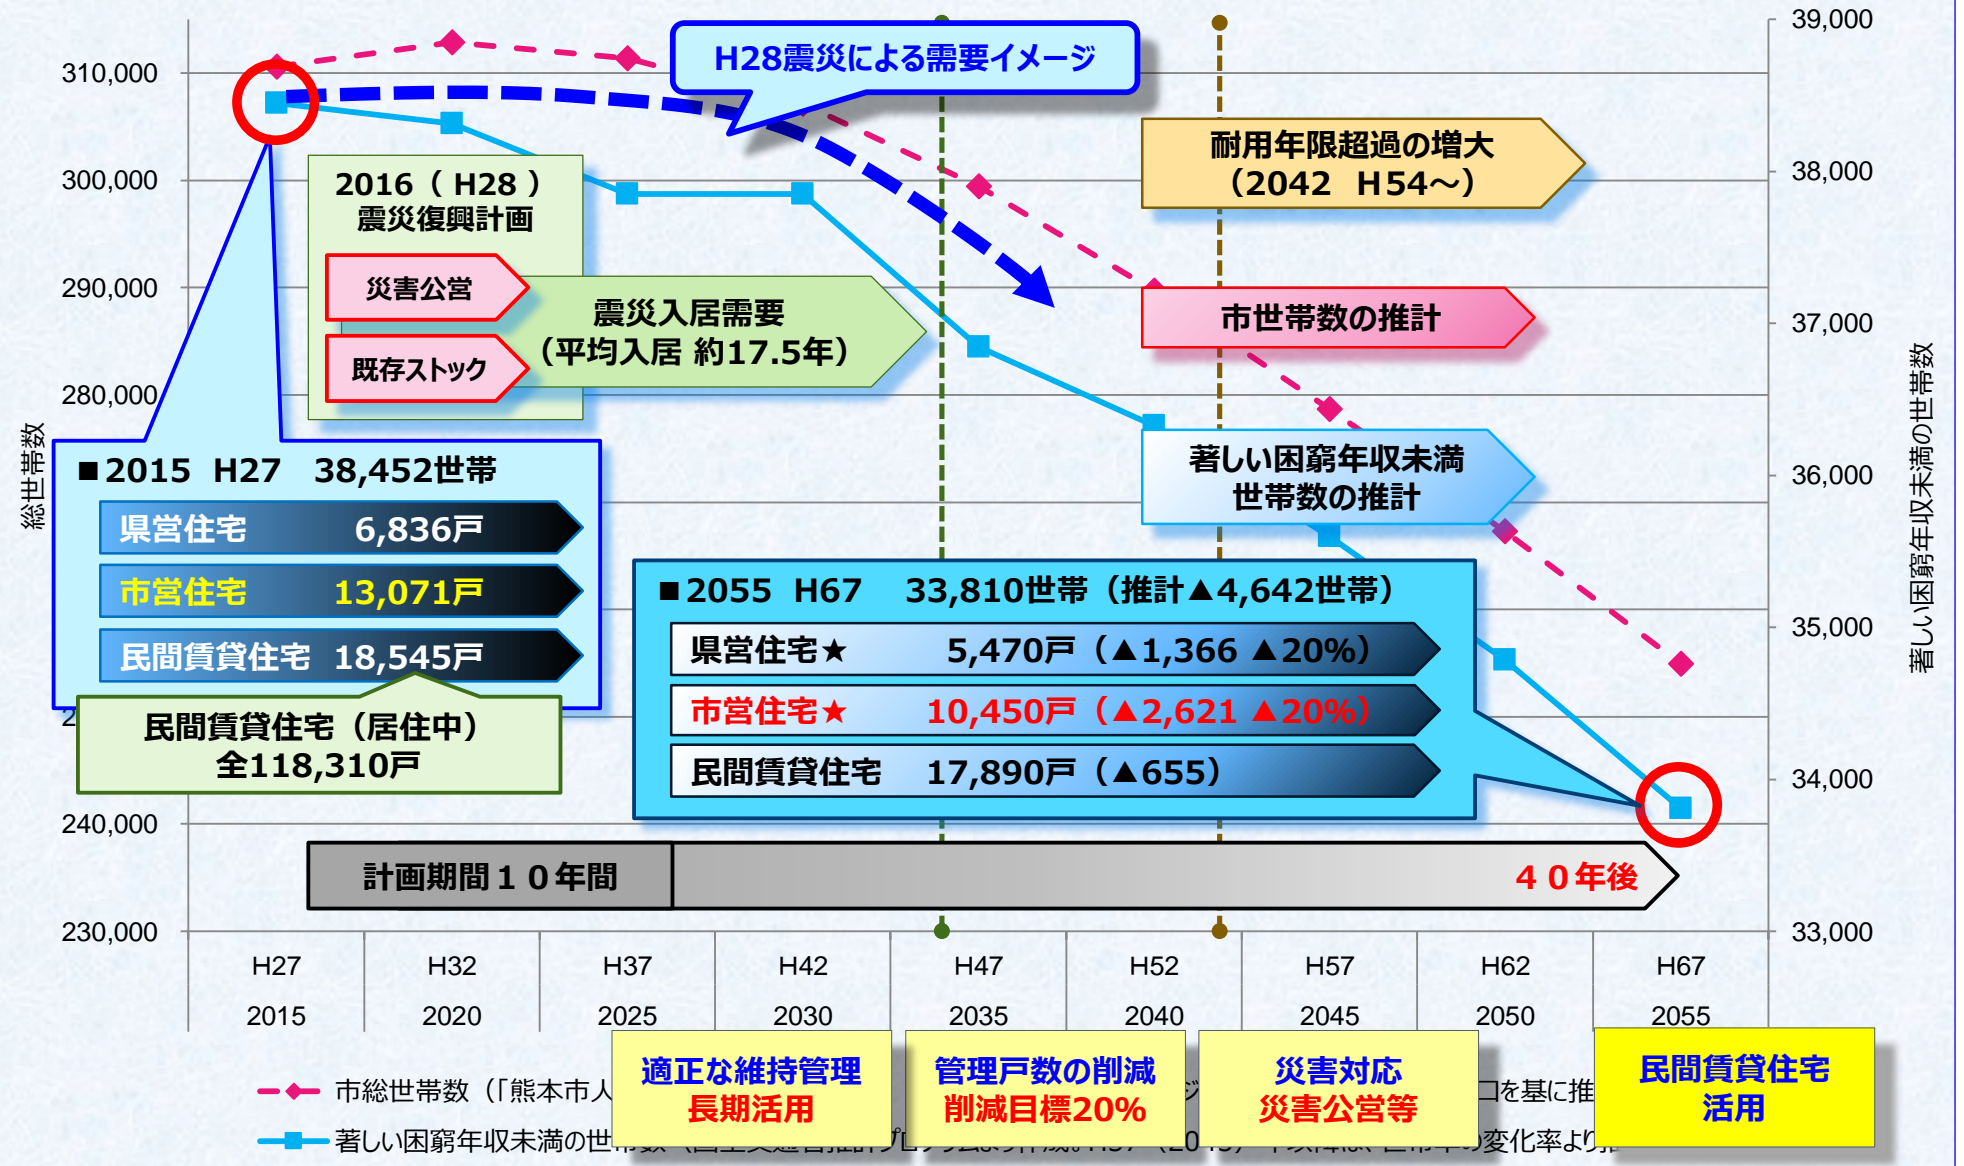 39,000
310,000
H28震災による需要イメージ
耐用年限超過の増大
（2042　H54～）
300,000
38,000
2016（ H28 ）
震災復興計画
災害公営
290,000
震災入居需要
（平均入居 約17.5年）
既存ストック
市世帯数の推計
37,000
280,000
総世帯数
著しい困窮年収未満の世帯数
■2015 H27　38,452世帯
県営住宅　6,836戸
市営住宅　13,071戸
民間賃貸住宅　18,545戸
民間賃貸住宅（居住中）
全118,310戸
著しい困窮年収未満
世帯数の推計
36,000
■2055 H67　33,810世帯（推計▲4,642世帯）
県営住宅★　5,470戸（▲1,366 ▲20%）
市営住宅★　10,450戸（▲2,621 ▲20%）
民間賃貸住宅　17,890戸（▲655）
35,000
34,000
240,000
計画期間１０年間
４０年後
230,000
33,000
H27 H32 H37 H42 H47 H52 H57 H62 H67
2015 2020 2025 2030 2035 2040 2045 2050 2055
適正な維持管理
長期活用
管理戸数の削減
削減目標20%
災害対応
災害公営等
民間賃貸住宅
活用
市総世帯数（「熊本市人
口を基に推
著しい困窮年収未満の世
変化率より